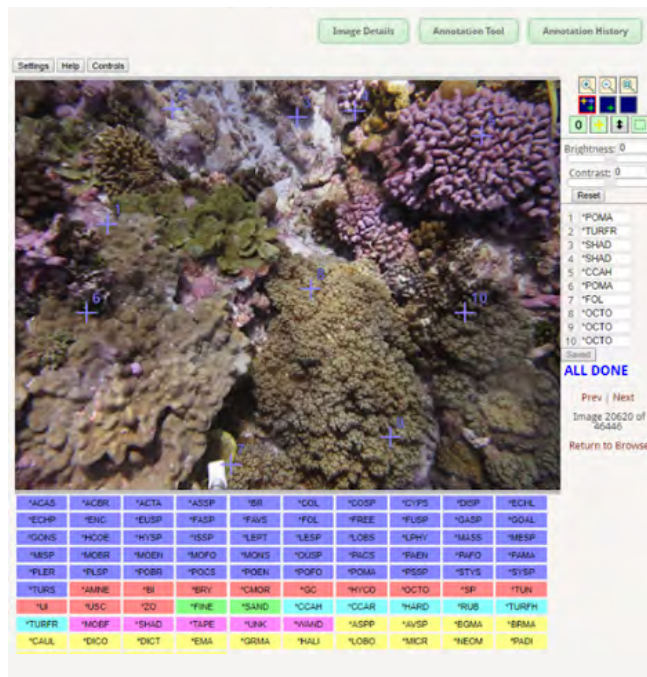 Image Details Annotation Tool Annotation History
Settings Help Controls
0
Brightness: 0
Contrast: 0
Reset
1 *POMA
2 *TURFR
3 *SHAD
4 *SHAD
5 *CCAH
6 *POMA
7 *FOL
8 *OCTO
9 *OCTO
10 *OCTO
Saved
ALL DONE
Prev | Next
Image 20620 of
46446
Return to Browse
1
6
7
10
*ACAS *ACBR *ACTA *ASSP *BR *COL *COSP *CYPS *DISP *ECHL
*ECHP *ENC *EUSP *FASP *FAVS *FOL *FREE *FUSP *GASP *GOAL
*GONS *HCOE *HYSP *ISSP *LEPT *LESP *LOBS *LPHY *MASS *MESP
*MISP *MOBR *MOEN *MOFO *MONS *OUSP *PACS *PAEN *PAFO *PAMA
*PLER *PLSP *POBR *POCS *POEN *POFO *POMA *PSSP *STYS *SYSP
*TURS *AMNE *BI *BRY *CMOR *GC *HYCO *OCTO *SP *TUN
*UI *USC *ZO *FINE *SAND *CCAH *CCAR *HARD *RUB *TURFH
*TURFR *MOBF *SHAD *TAPE *UNK *WAND *ASPP *AVSP *BGMA *BRMA
*CAUL *DICO *DICT *EMA *GRMA *HALI *LOBO *MICR *NEOM *PADI